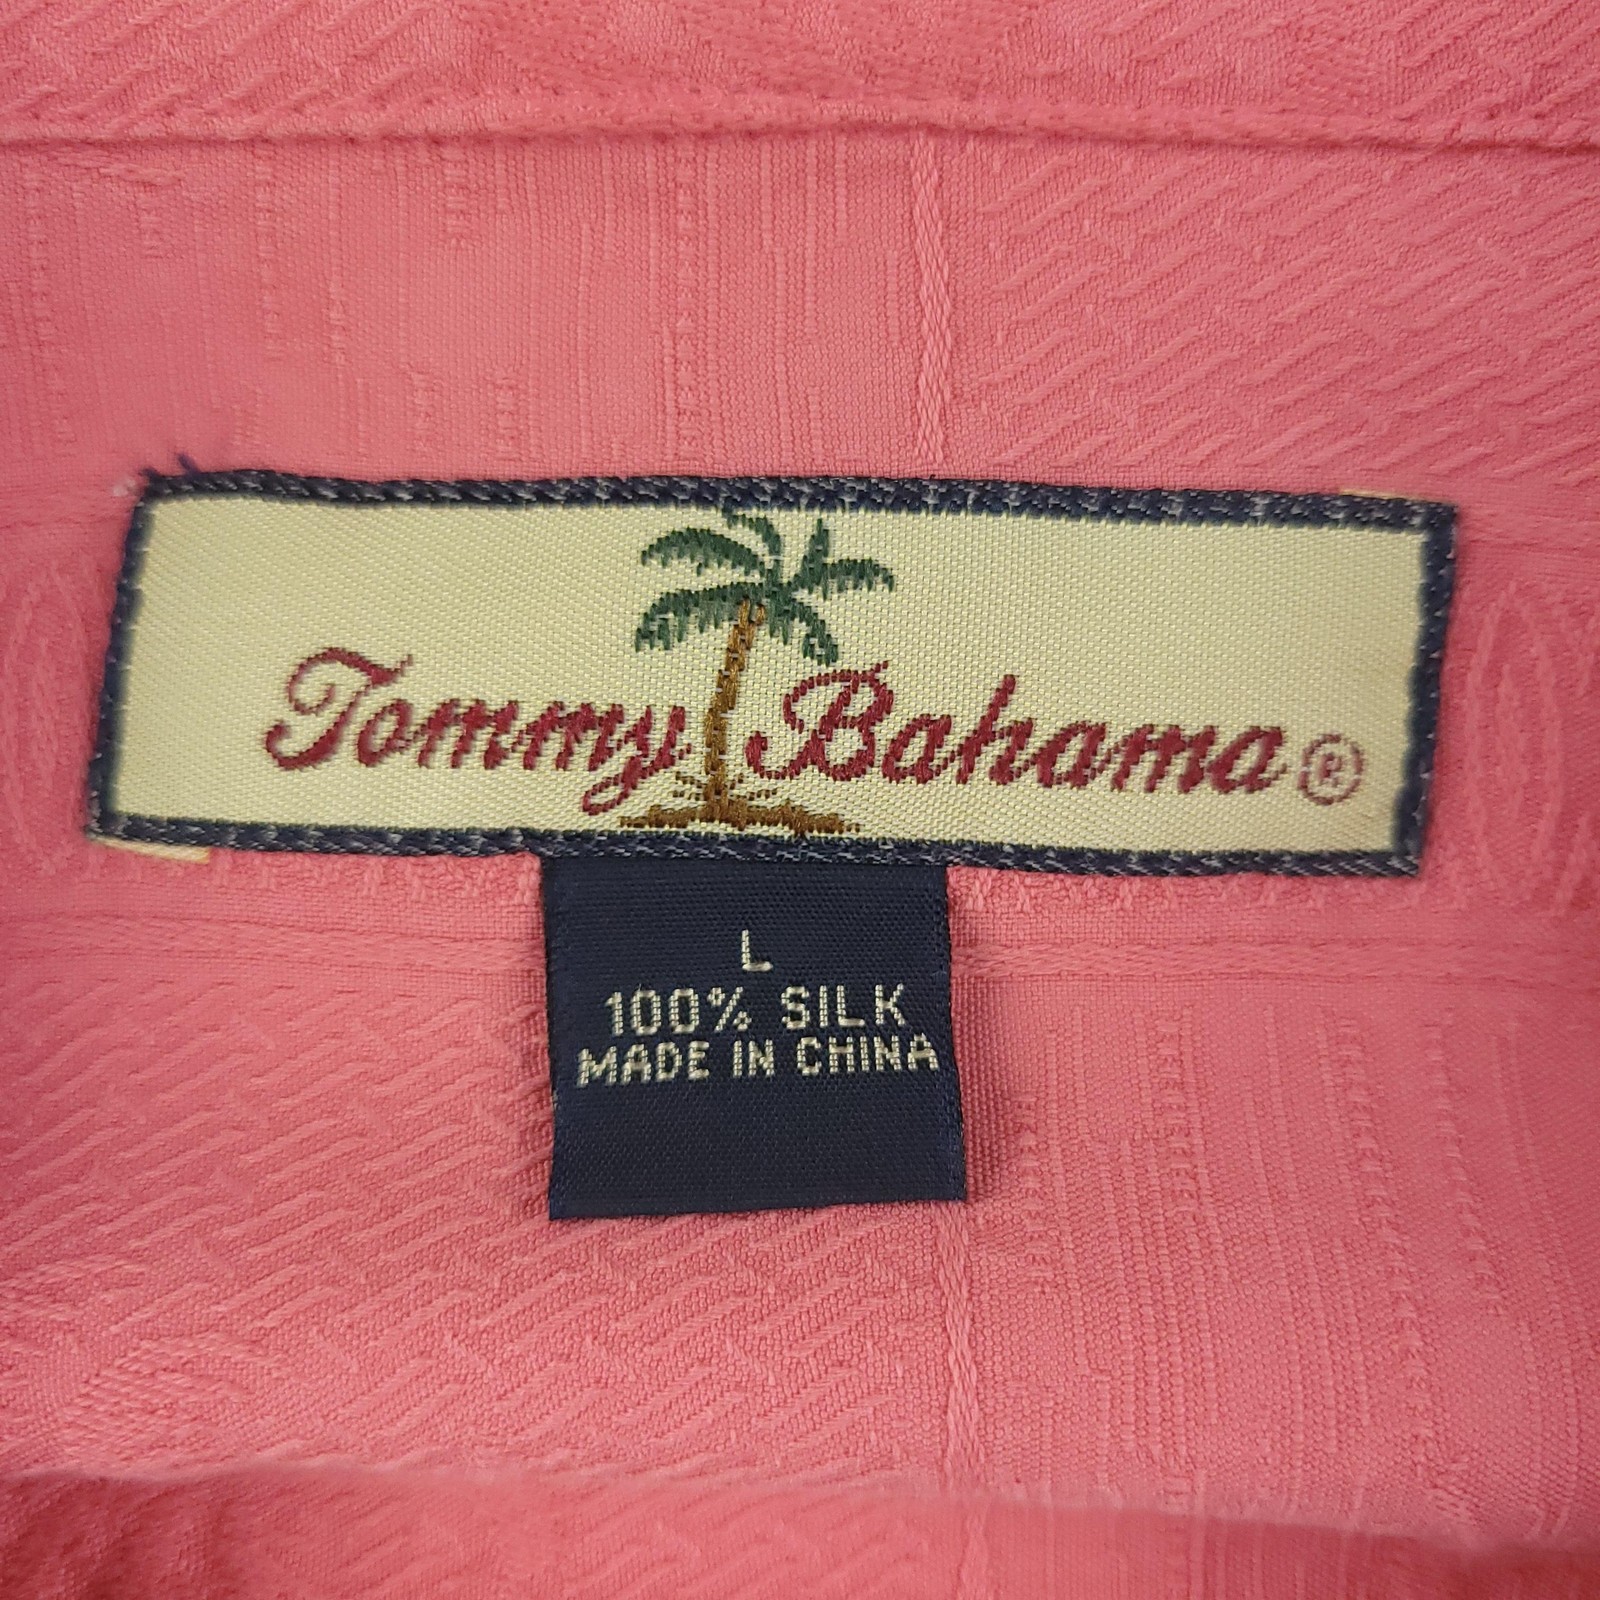 Tommy Bahama®
L
100% SILK
MADE IN CHINA